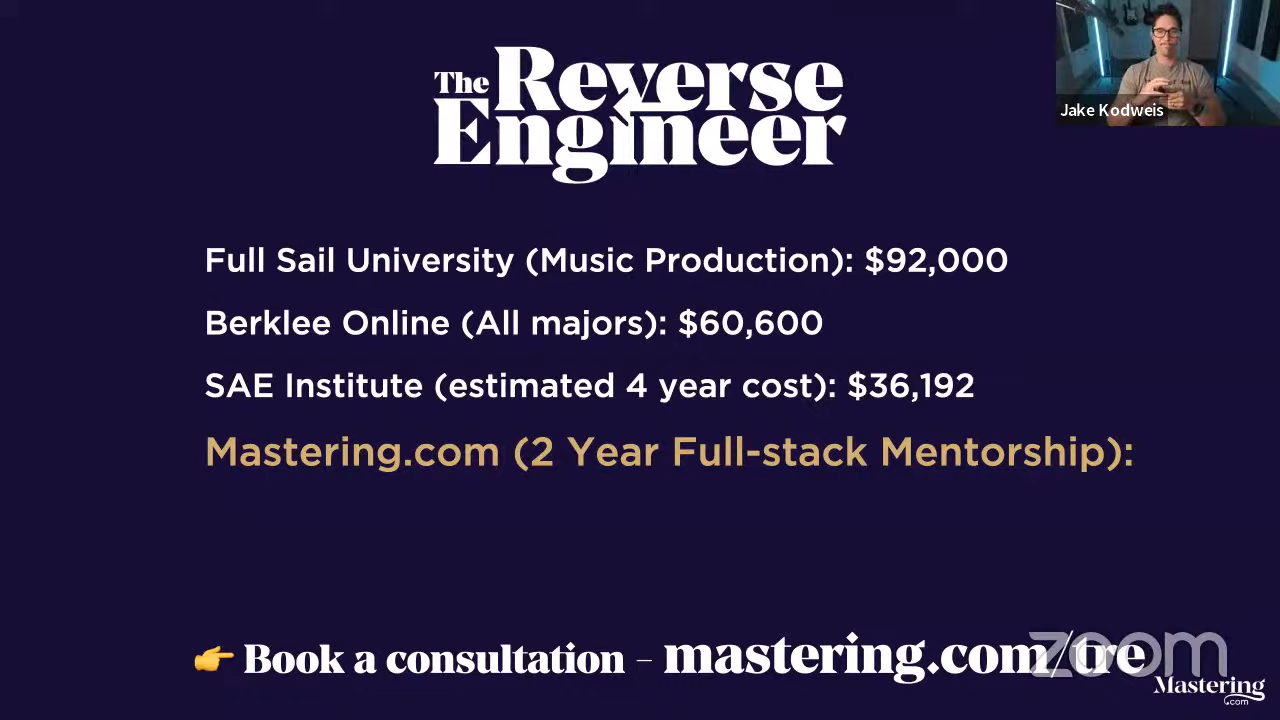 The Reverse
Engineer
Jake Kodweis
Full Sail University (Music Production): $92,000
Berklee Online (All majors): $60,600
SAE Institute (estimated 4 year cost): $36,192
Mastering.com (2 Year Full-stack Mentorship):
👉 Book a consultation – mastering.com/tre
zoom
Mastering
.com